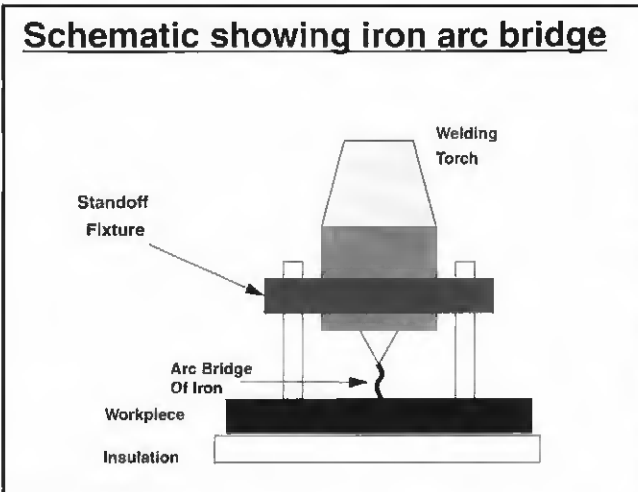 Schematic showing iron arc bridge
Welding
Torch
Standoff
Fixture
Arc Bridge
Of Iron
Workpiece
Insulation